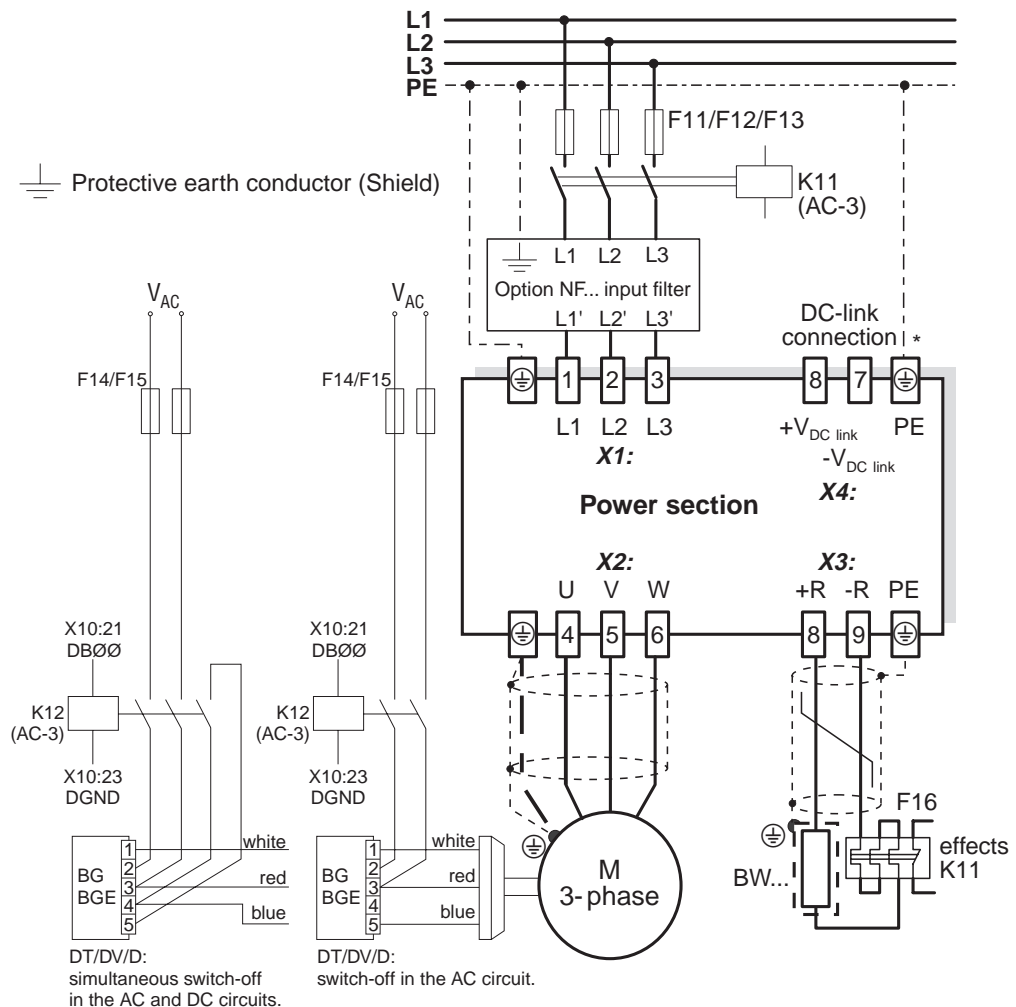 L1
L2
L3
PE
F11/F12/F13
Protective earth conductor (Shield)
K11
(AC-3)
L1 L2 L3
Option NF... input filter
L1' L2' L3'
VAC
VAC
DC-link
connection *
F14/F15
F14/F15
1 2 3 8 7
L1 L2 L3 +VDC link PE
X1: -VDC link
X4:
Power section
X2: X3:
U V W +R -R PE
4 5 6 8 9
X10:21
DBØØ
X10:21
DBØØ
K12
(AC-3)
K12
(AC-3)
X10:23
DGND
X10:23
DGND
F16
effects
K11
BW...
M
3-phase
BG
BGE
1
2
3
4
5
white
red
blue
BG
BGE
1
2
3
4
5
white
red
blue
DT/DV/D:
simultaneous switch-off
in the AC and DC circuits.
DT/DV/D:
switch-off in the AC circuit.